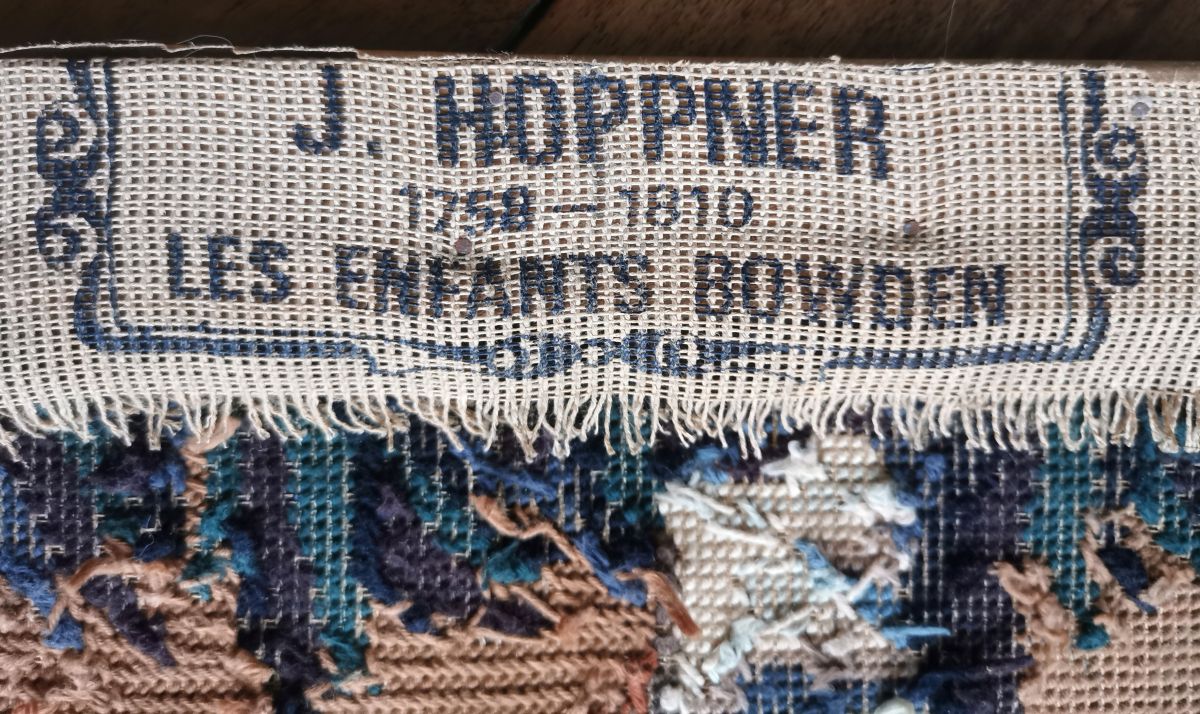 J. HOPPNER
1758 — 1810
LES ENFANTS BOWDEN